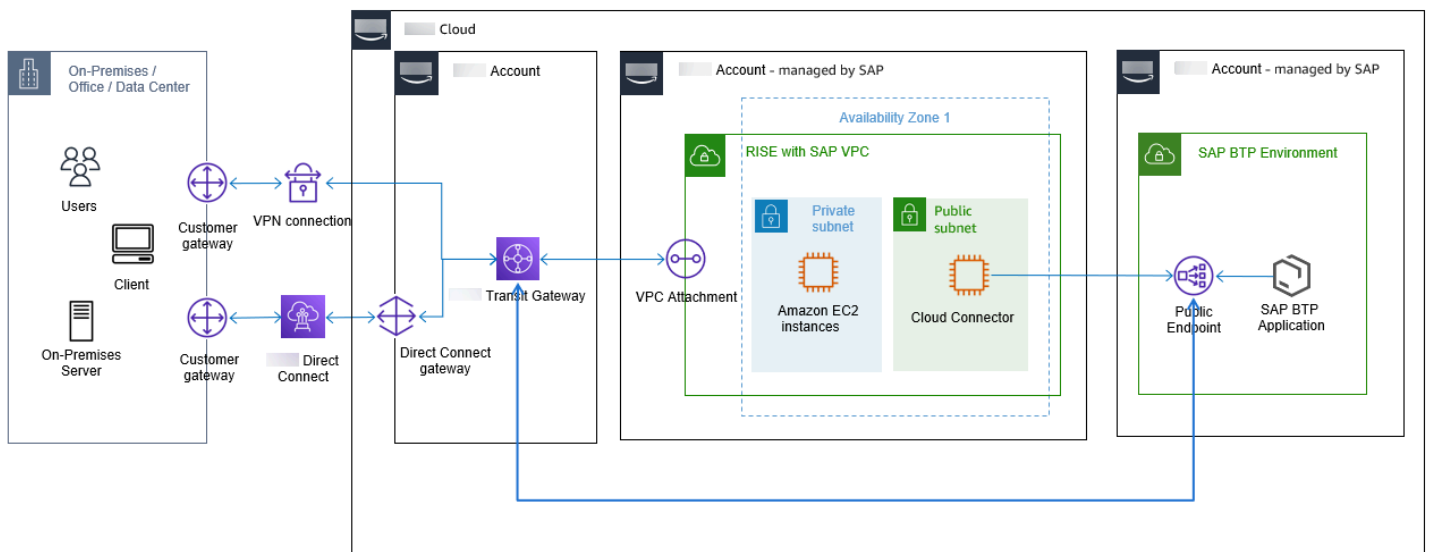 Cloud
On-Premises /
Office / Data Center
Account
Account - managed by SAP
Account - managed by SAP
Availability Zone 1
RISE with SAP VPC
SAP BTP Environment
Users
Customer
gateway
VPN connection
Private
subnet
Public
subnet
Client
Transit Gateway
VPC Attachment
Amazon EC2
instances
Cloud Connector
Public
Endpoint
SAP BTP
Application
On-Premises
Server
Customer
gateway
Direct
Connect
Direct Connect
gateway